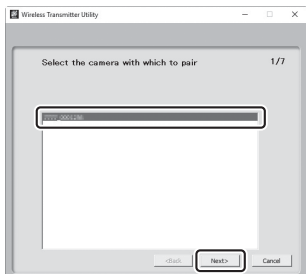 Wireless Transmitter Utility
Select the camera with which to pair
1/7
<Back
Next>
Cancel